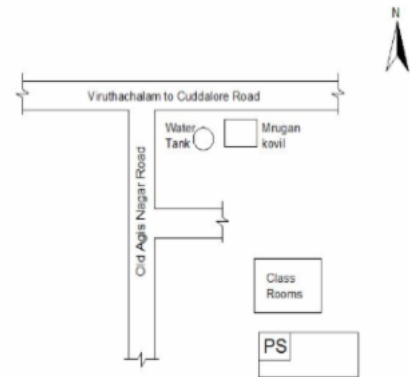 N
Viruthachalam to Cuddalore Road
Water
Tank
Mrugan
kovil
Old Agis Nagar Road
Class
Rooms
PS